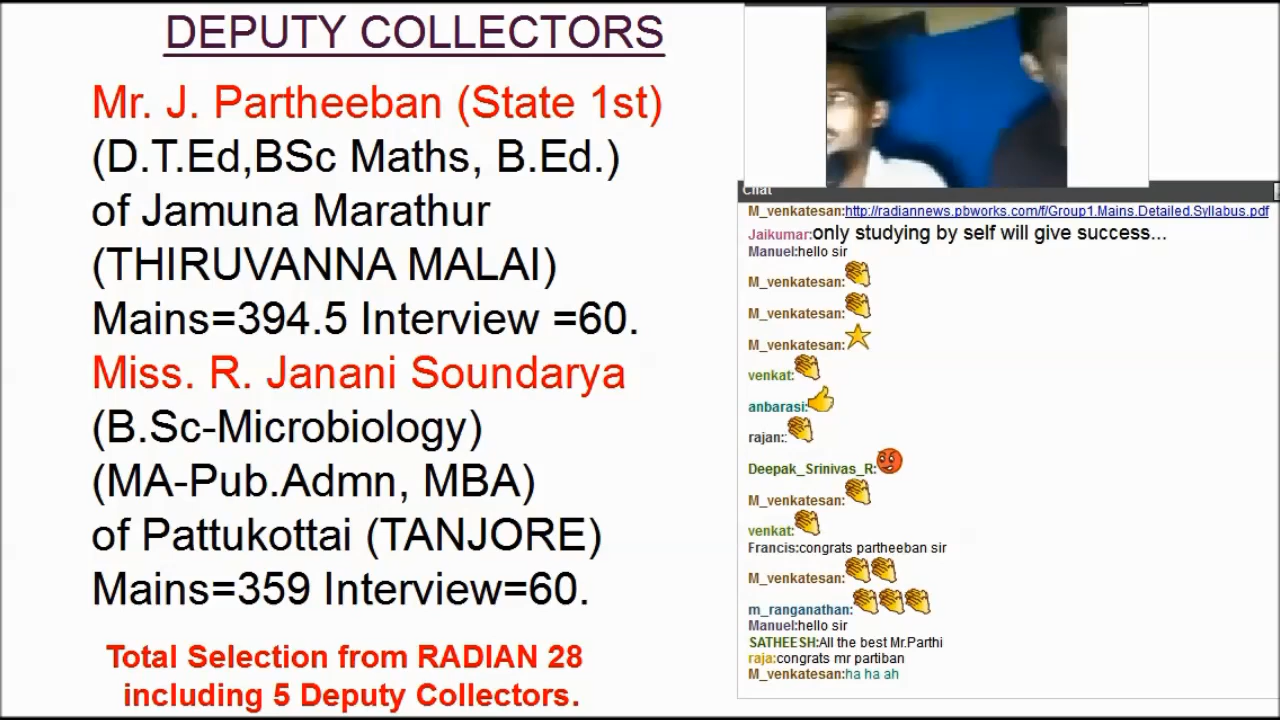 DEPUTY COLLECTORS
Mr. J. Partheeban (State 1st)
(D.T.Ed,BSc Maths, B.Ed.)
of Jamuna Marathur
(THIRUVANNA MALAI)
Mains=394.5 Interview =60.
Miss. R. Janani Soundarya
(B.Sc-Microbiology)
(MA-Pub.Admn, MBA)
of Pattukottai (TANJORE)
Mains=359 Interview=60.
Total Selection from RADIAN 28
including 5 Deputy Collectors.
Chat
M_venkatesan:http://radiannews.pbworks.com/f/Group1.Mains.Detailed.Syllabus.pdf
Jaikumar:only studying by self will give success...
Manuel:hello sir
M_venkatesan:
M_venkatesan:
M_venkatesan:
venkat:
anbarasi:
rajan::
Deepak_Srinivas_R:
M_venkatesan:
venkat:
Francis:congrats partheeban sir
M_venkatesan:
m_ranganathan:
Manuel:hello sir
SATHEESH:All the best Mr.Parthi
raja:congrats mr partiban
M_venkatesan:ha ha ah